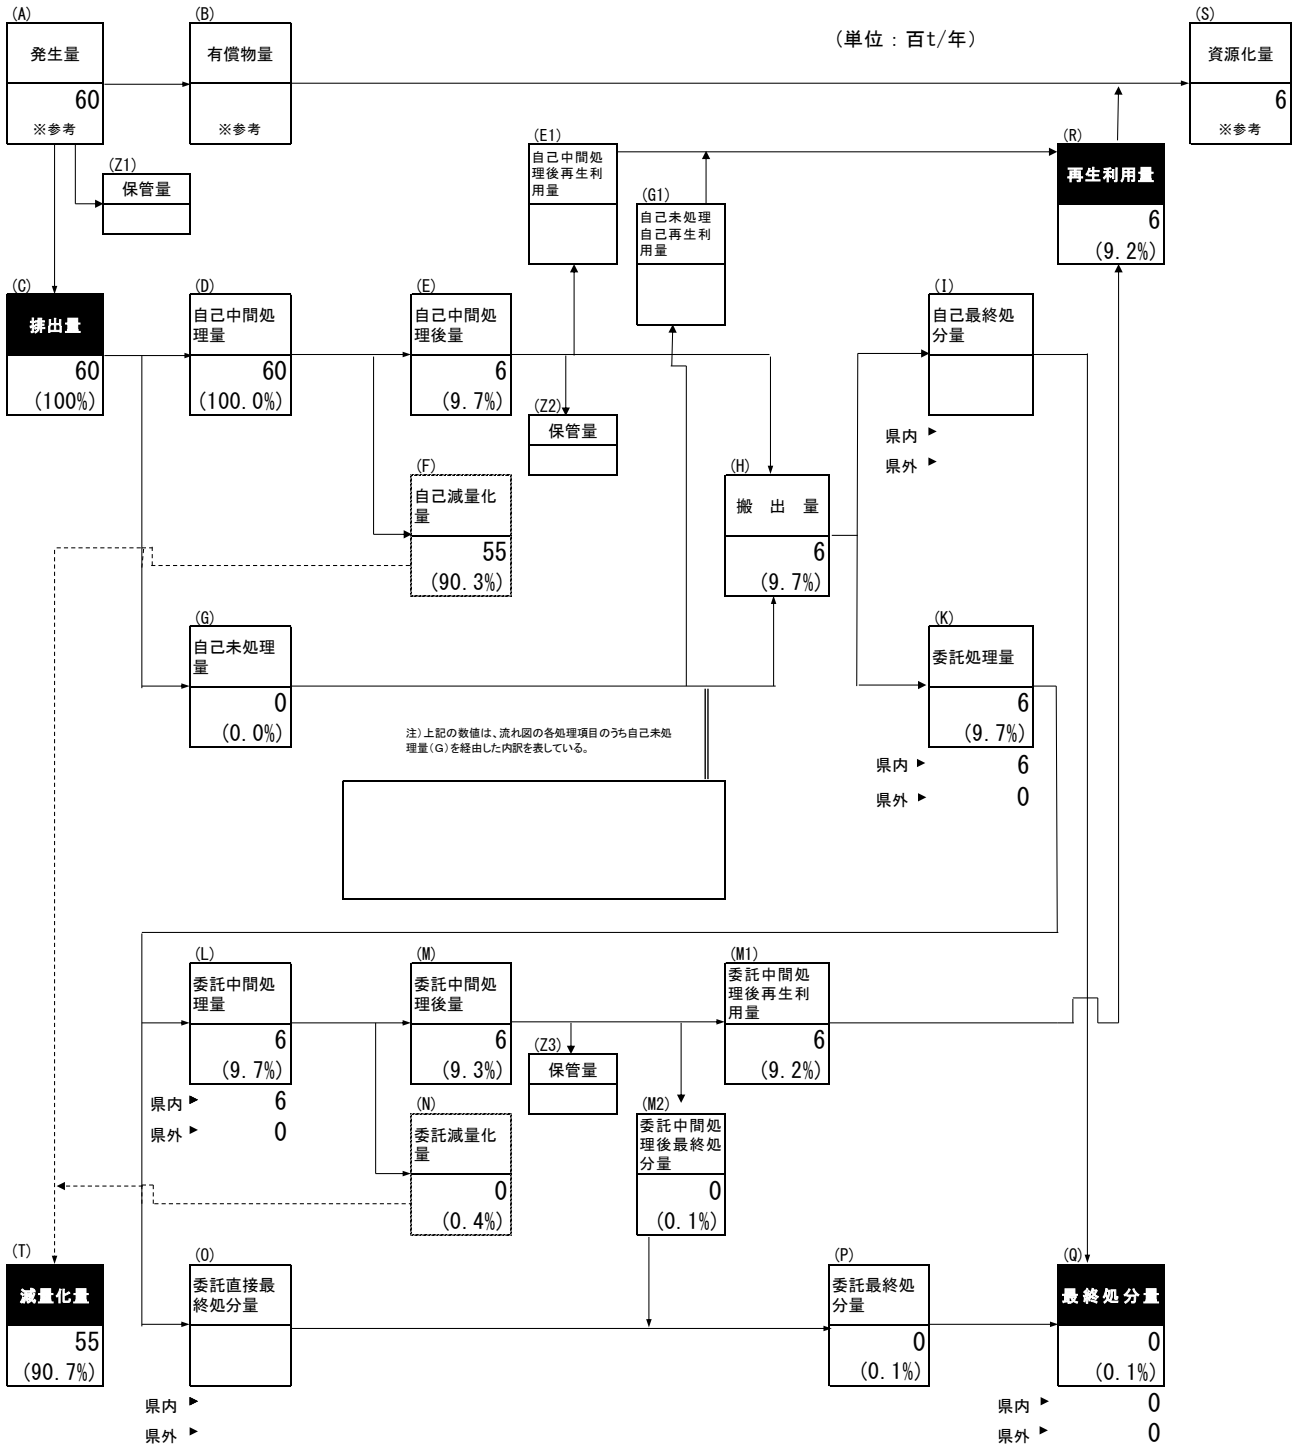 (A)
発生量
60
※参考
(B)
有償物量
※参考
(単位：百t/年)
(S)
資源化量
6
※参考
(Z1)
保管量
(E1)
自己中間処
理後再生利
用量
(G1)
自己未処理
自己再生利
用量
(R)
再生利用量
6
(9.2%)
(C)
排出量
60
(100%)
(D)
自己中間処
理量
60
(100.0%)
(E)
自己中間処
理後量
6
(9.7%)
(Z2)
保管量
(I)
自己最終処
分量
県内
県外
(F)
自己減量化
量
55
(90.3%)
(H)
搬 出 量
6
(9.7%)
(G)
自己未処理
量
0
(0.0%)
(K)
委託処理量
6
(9.7%)
県内 6
県外 0
注)上記の数値は、流れ図の各処理項目のうち自己未処
理量(G)を経由した内訳を表している。
(L)
委託中間処
理量
6
(9.7%)
県内 6
県外 0
(M)
委託中間処
理後量
6
(9.3%)
(Z3)
保管量
(M1)
委託中間処
理後再生利
用量
6
(9.2%)
(N)
委託減量化
量
0
(0.4%)
(M2)
委託中間処
理後最終処
分量
0
(0.1%)
(T)
減量化量
55
(90.7%)
(O)
委託直接最
終処分量
県内
県外
(P)
委託最終処
分量
0
(0.1%)
(Q)
最終処分量
0
(0.1%)
県内 0
県外 0